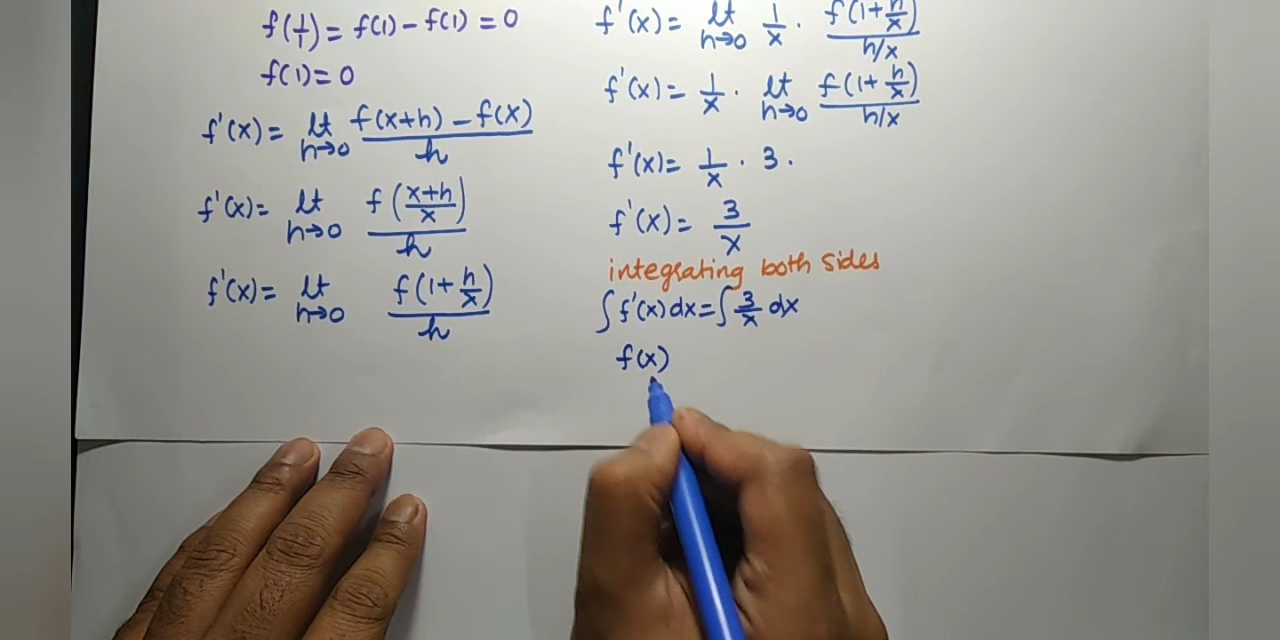 f(1/1) = f(1) - f(1) = 0
f(1) = 0
f'(x) = lt h→0 f(x+h) - f(x) / h
f'(x) = lt h→0 f(x+h/x) / h
f'(x) = lt h→0 f(1+h/x) / h
f'(x) = lt h→0 1/x · f(1+h/x) / h/x
f'(x) = 1/x · lt h→0 f(1+h/x) / h/x
f'(x) = 1/x · 3 ·
f'(x) = 3/x
integrating both sides
∫ f'(x) dx = ∫ 3/x dx
f(x)